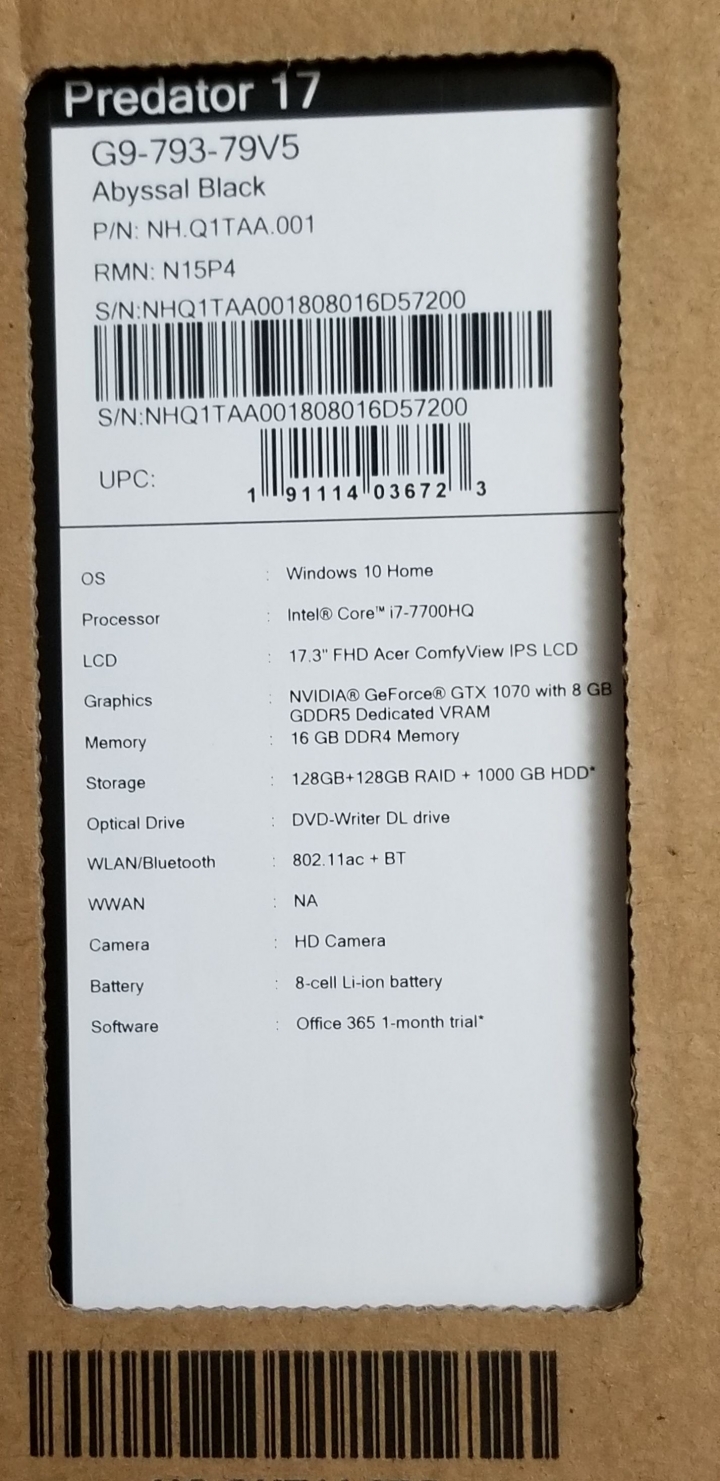 Predator 17
G9-793-79V5
Abyssal Black
P/N: NH.Q1TAA.001
RMN: N15P4
S/N:NHQ1TAA001808016D57200
S/N:NHQ1TAA001808016D57200
UPC: 1 91114 03672 3
OS : Windows 10 Home
Processor : Intel® Core™ i7-7700HQ
LCD : 17.3" FHD Acer ComfyView IPS LCD
Graphics : NVIDIA® GeForce® GTX 1070 with 8 GB
GDDR5 Dedicated VRAM
Memory : 16 GB DDR4 Memory
Storage : 128GB+128GB RAID + 1000 GB HDD*
Optical Drive : DVD-Writer DL drive
WLAN/Bluetooth : 802.11ac + BT
WWAN : NA
Camera : HD Camera
Battery : 8-cell Li-ion battery
Software : Office 365 1-month trial*